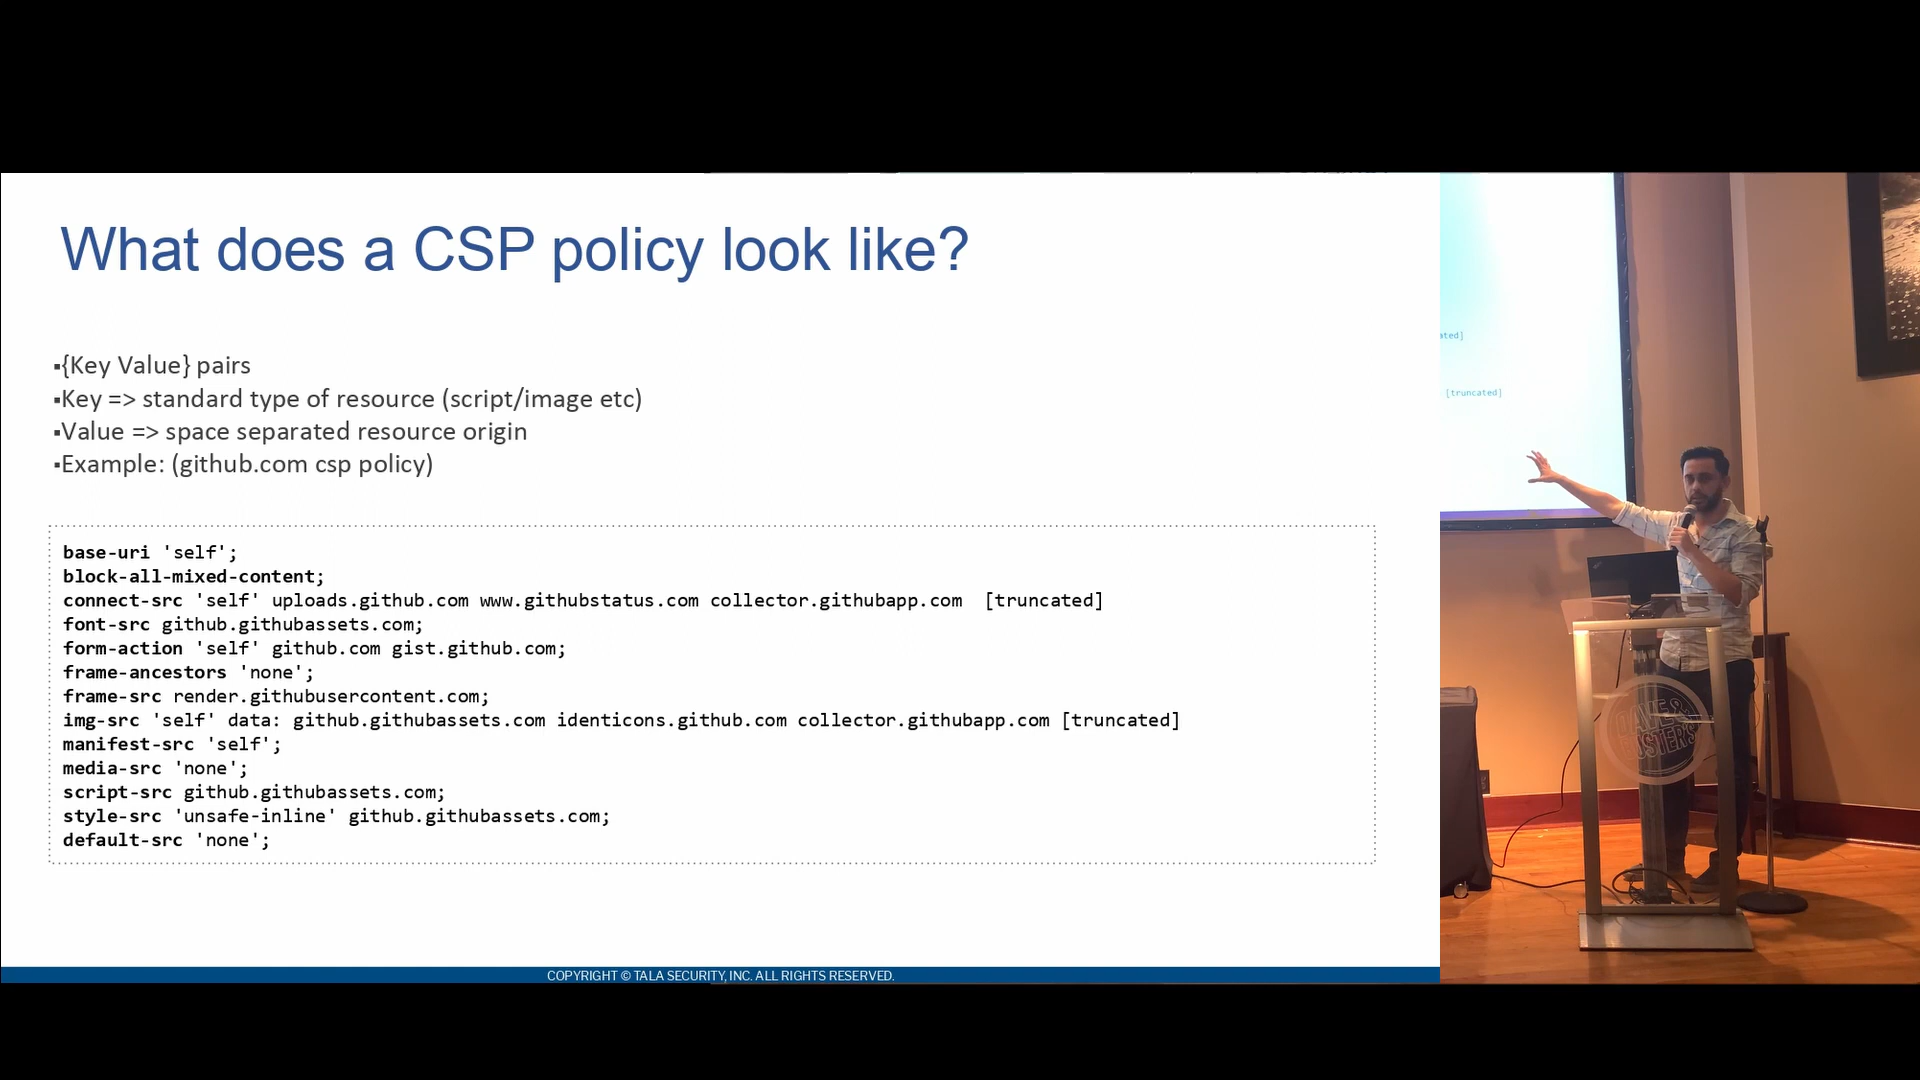 What does a CSP policy look like?
▪{Key Value} pairs
▪Key => standard type of resource (script/image etc)
▪Value => space separated resource origin
▪Example: (github.com csp policy)
base-uri 'self';
block-all-mixed-content;
connect-src 'self' uploads.github.com www.githubstatus.com collector.githubapp.com [truncated]
font-src github.githubassets.com;
form-action 'self' github.com gist.github.com;
frame-ancestors 'none';
frame-src render.githubusercontent.com;
img-src 'self' data: github.githubassets.com identicons.github.com collector.githubapp.com [truncated]
manifest-src 'self';
media-src 'none';
script-src github.githubassets.com;
style-src 'unsafe-inline' github.githubassets.com;
default-src 'none';
COPYRIGHT © TALA SECURITY, INC. ALL RIGHTS RESERVED.
ated]
[truncated]
DAVE &
BUSTER'S